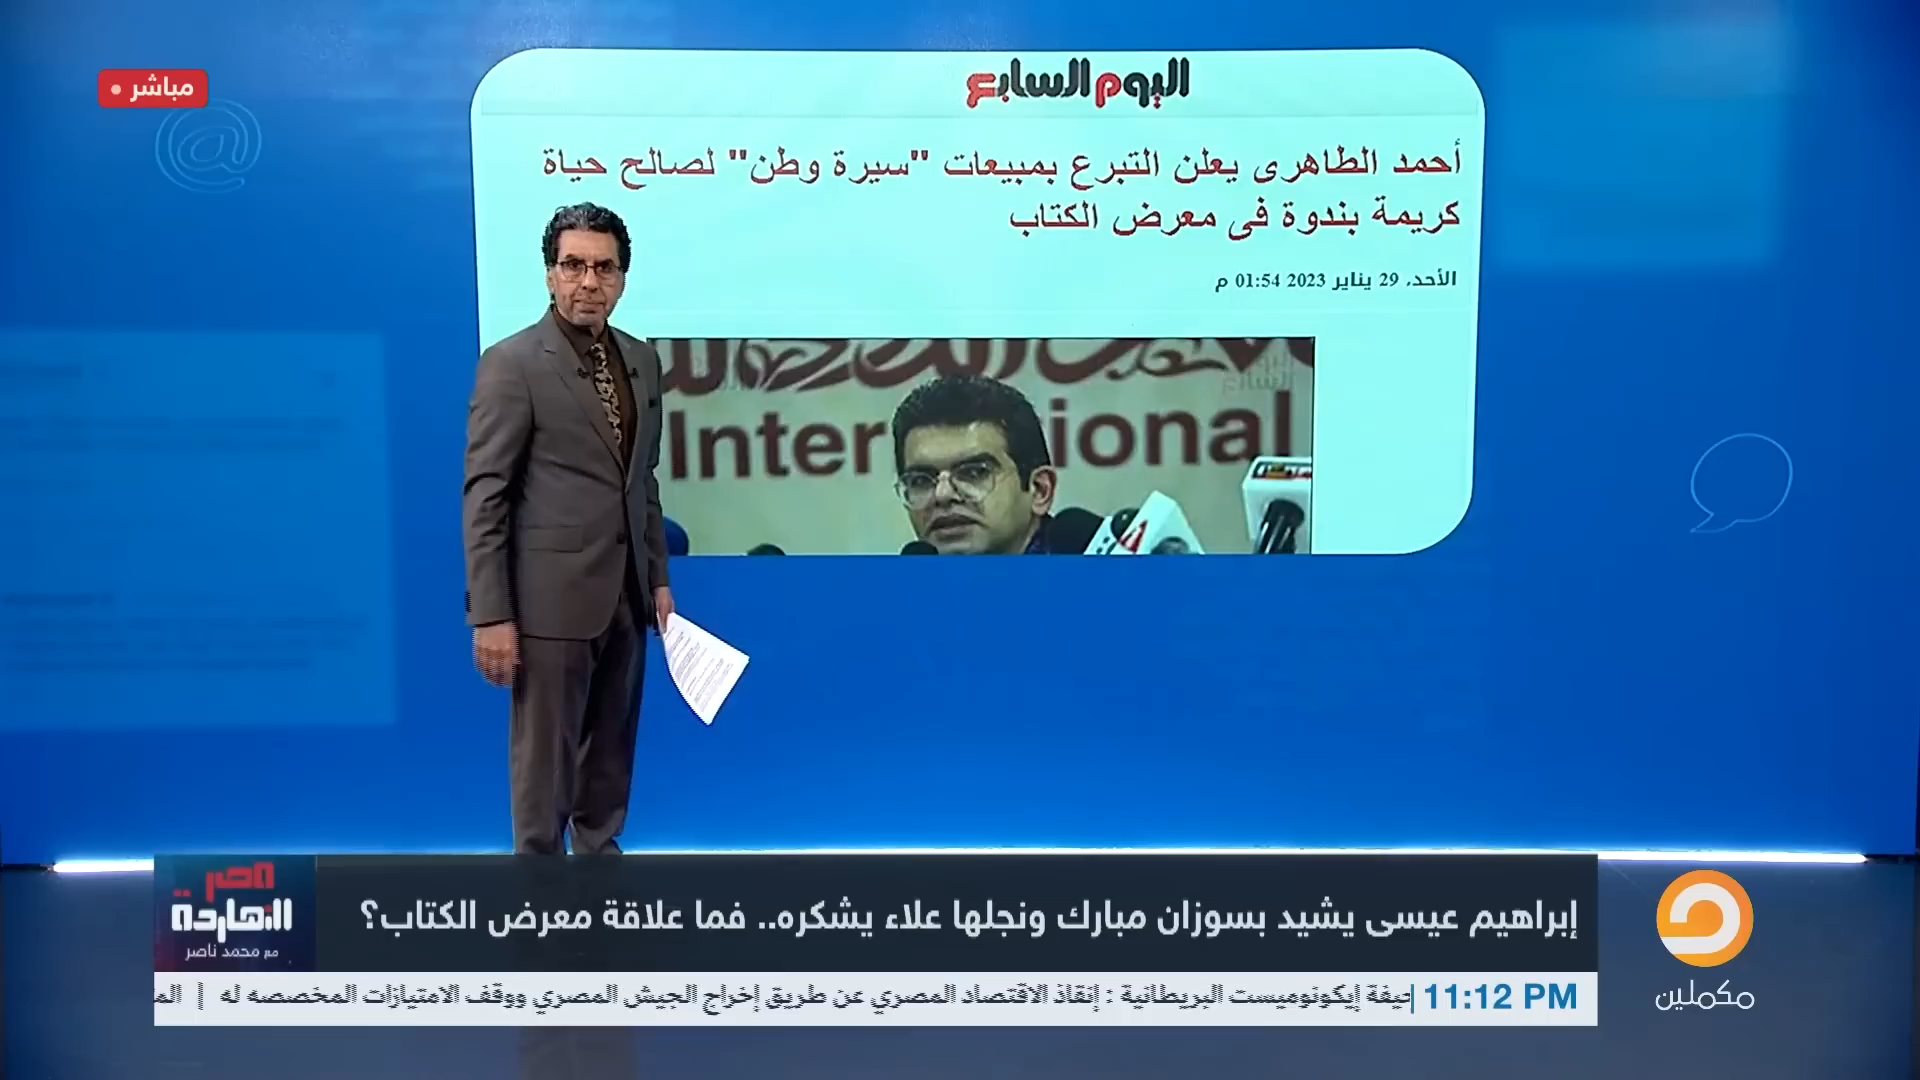 مباشر
اليوم السابع
أحمد الطاهرى يعلن التبرع بمبيعات "سيرة وطن" لصالح حياة
كريمة بندوة فى معرض الكتاب
الأحد، 29 يناير 2023 01:54 م
International
إبراهيم عيسى يشيد بسوزان مبارك ونجلها علاء يشكره.. فما علاقة معرض الكتاب؟
مصر
النهاردة
مع محمد ناصر
11:12 PM
إيكونوميست البريطانية : إنقاذ الاقتصاد المصري عن طريق إخراج الجيش المصري ووقف الامتيازات المخصصه له |
مكملين